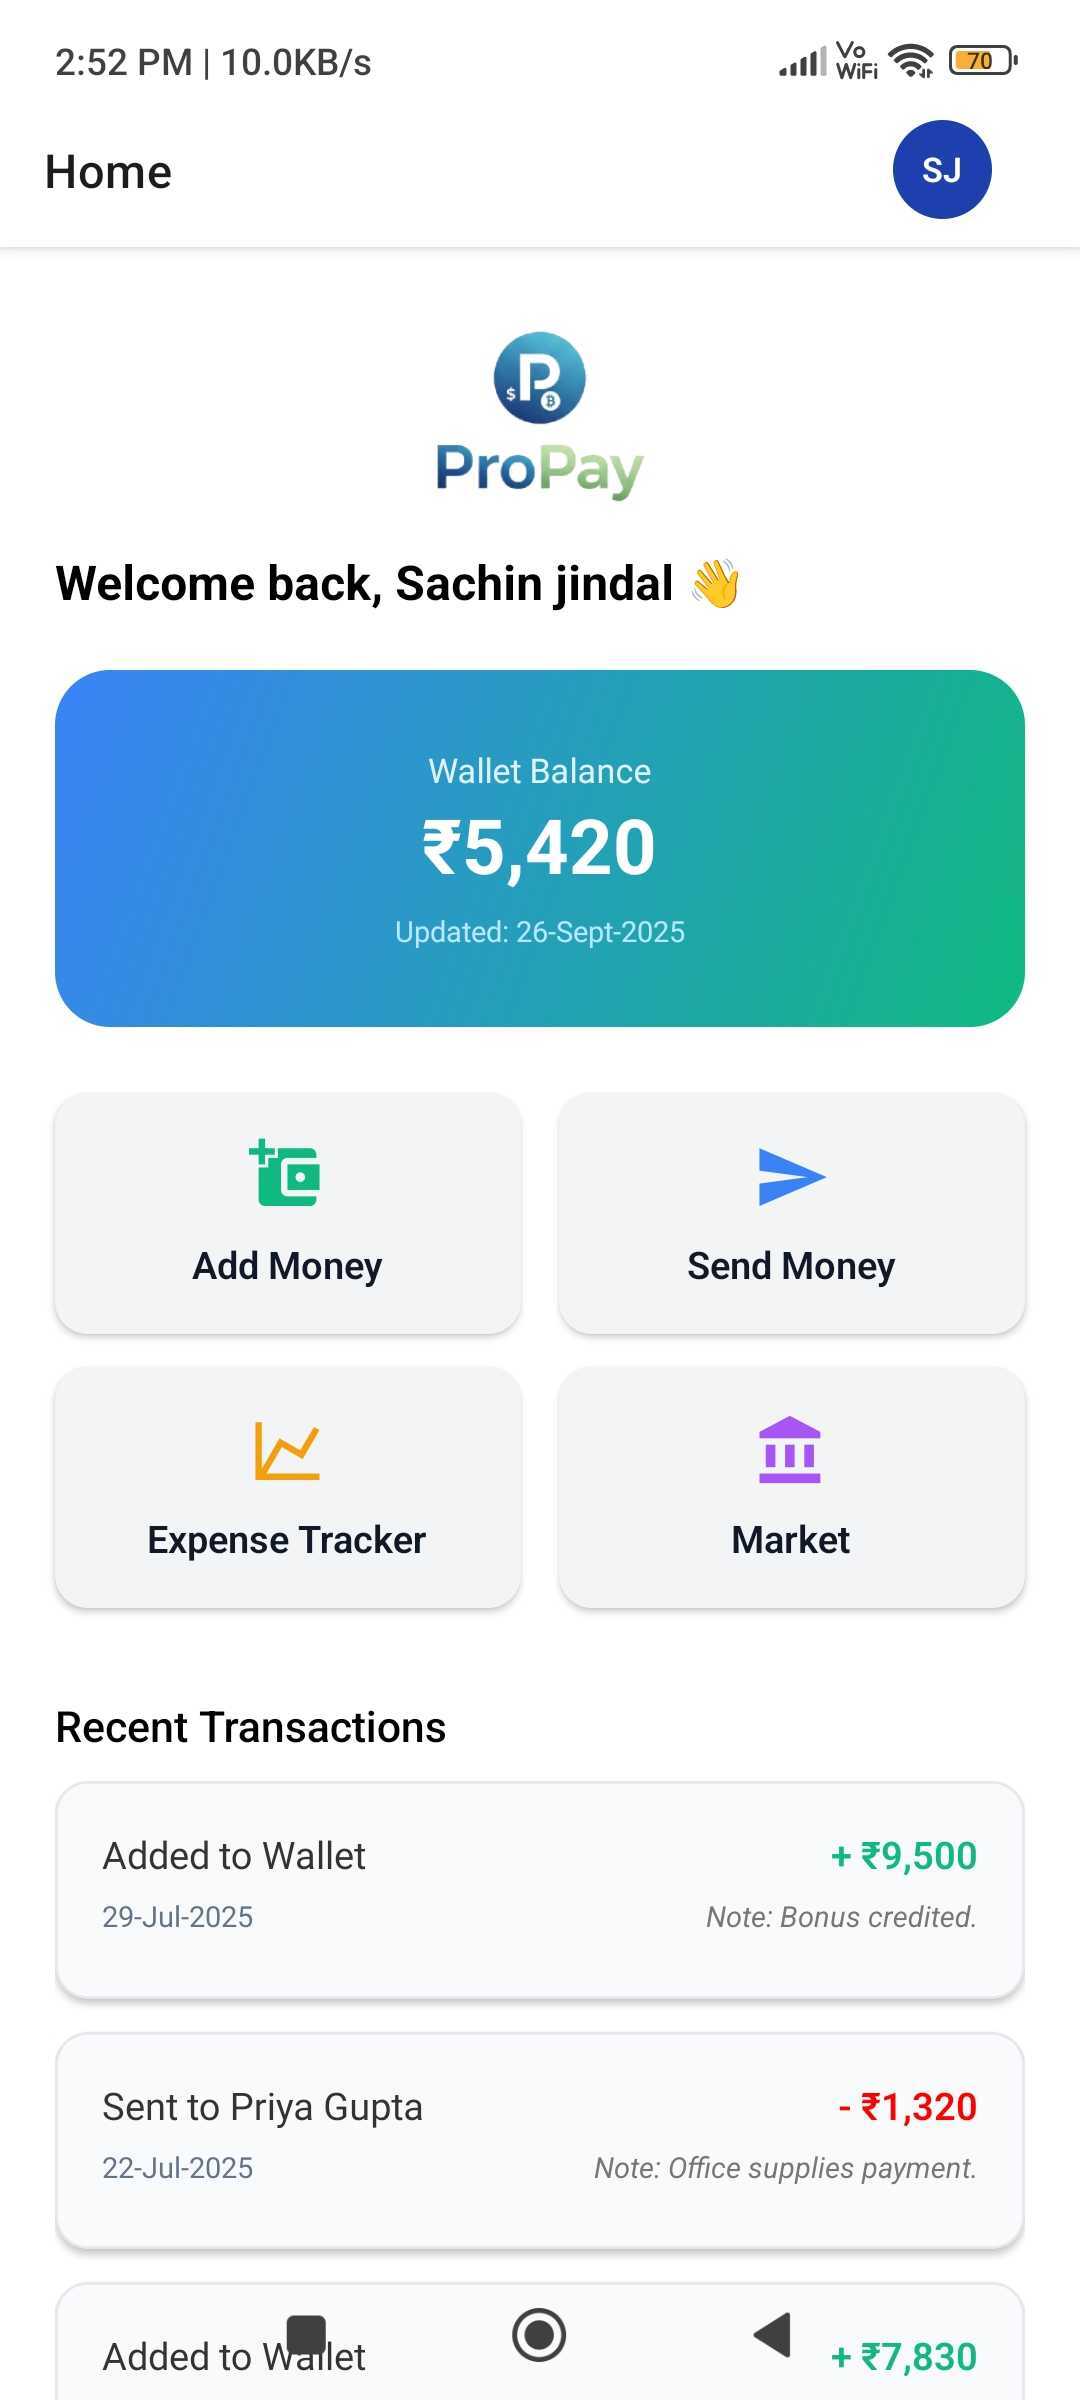 2:52 PM | 10.0KB/s Vo WiFi 70
Home SJ
$ P ₿
ProPay
Welcome back, Sachin jindal 👋
Wallet Balance
₹5,420
Updated: 26-Sept-2025
Add Money Send Money
Expense Tracker Market
Recent Transactions
Added to Wallet + ₹9,500
29-Jul-2025 Note: Bonus credited.
Sent to Priya Gupta - ₹1,320
22-Jul-2025 Note: Office supplies payment.
Added to Wallet + ₹7,830